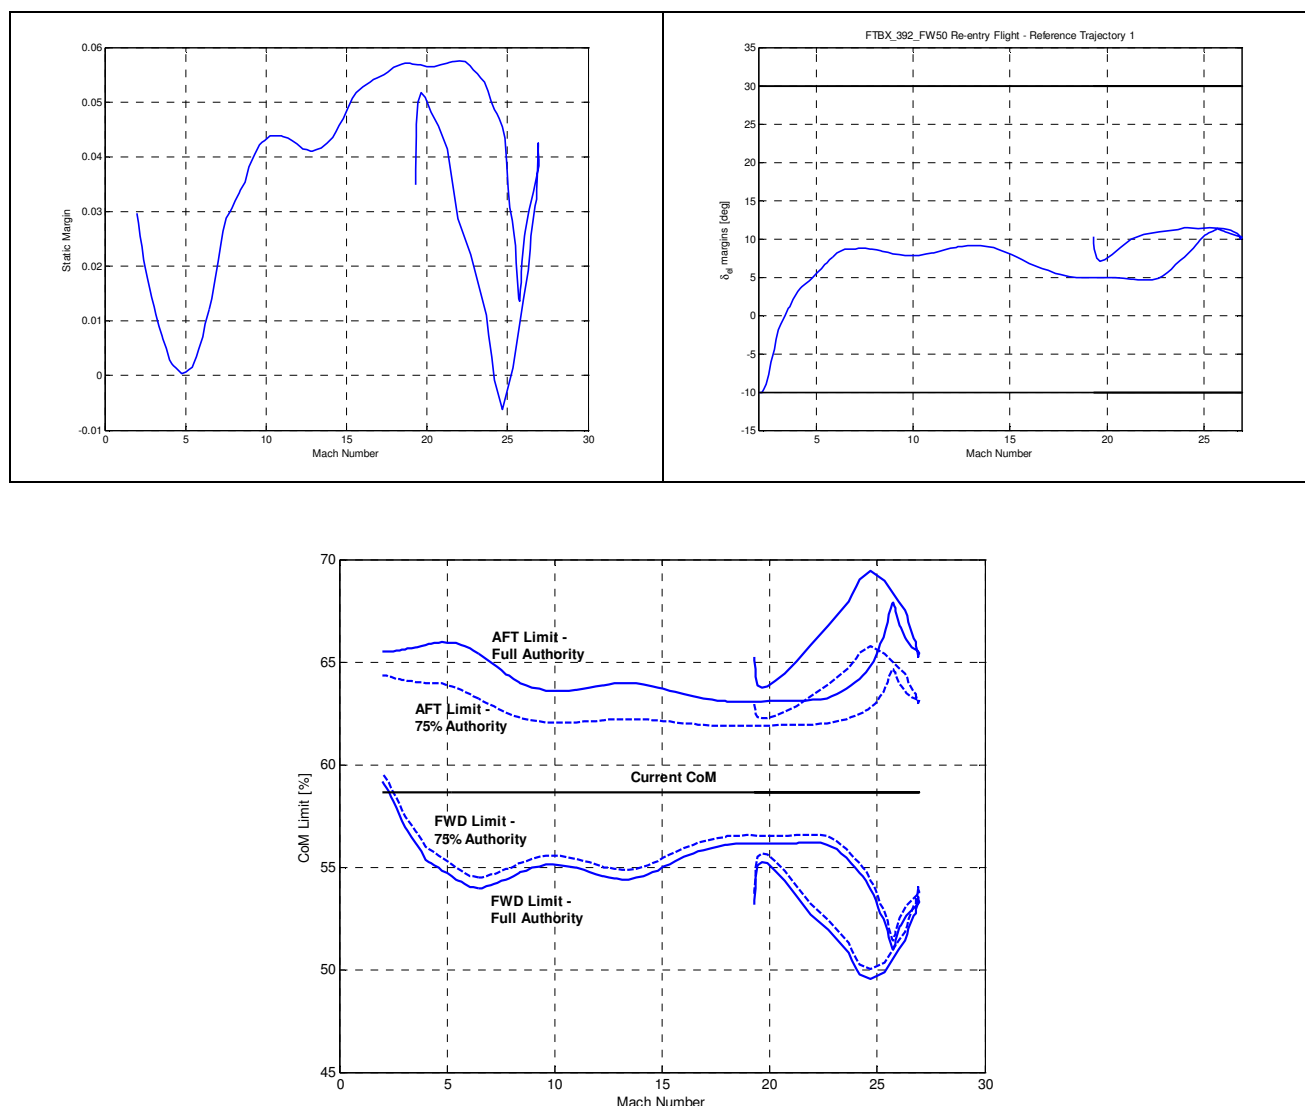 0.06
0.05
0.04
0.03
0.02
0.01
0
-0.01
Static Margin
0 5 10 15 20 25 30
Mach Number
FTBX_392_FW50 Re-entry Flight - Reference Trajectory 1
35
30
25
20
15
10
5
0
-5
-10
-15
δel margins [deg]
5 10 15 20 25
Mach Number
70
65
60
55
50
45
CoM Limit [%]
AFT Limit -
Full Authority
AFT Limit -
75% Authority
Current CoM
FWD Limit -
75% Authority
FWD Limit -
Full Authority
0 5 10 15 20 25 30
Mach Number